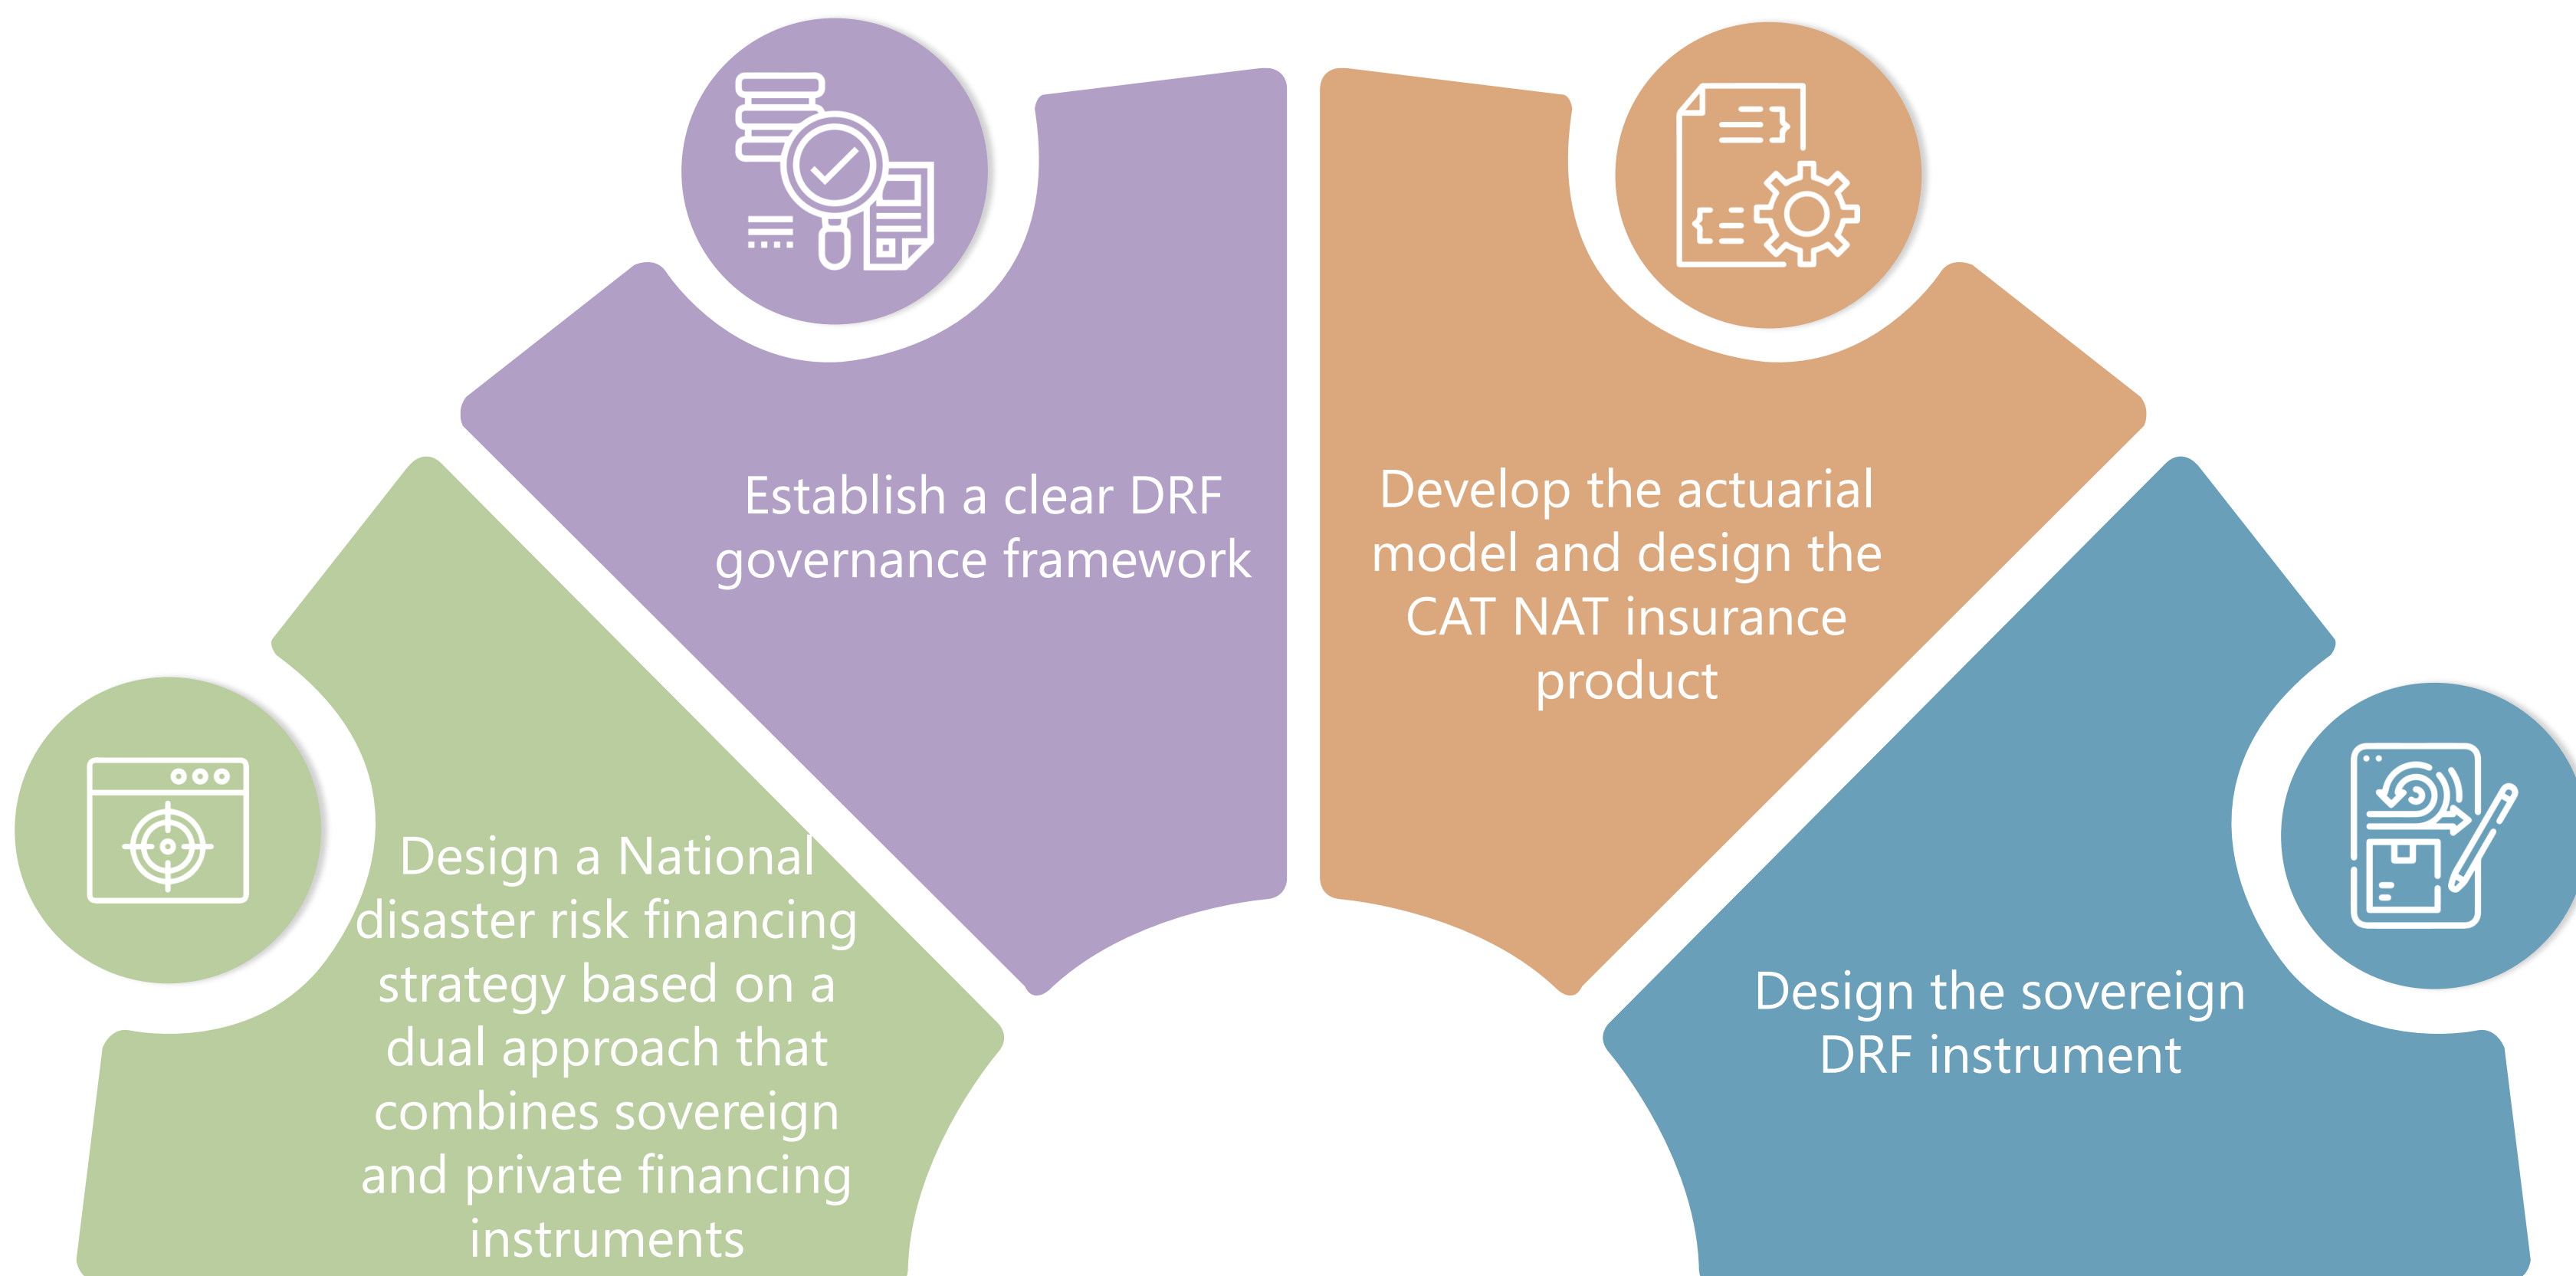 Design a National
disaster risk financing
strategy based on a
dual approach that
combines sovereign
and private financing
instruments
Establish a clear DRF
governance framework
Develop the actuarial
model and design the
CAT NAT insurance
product
Design the sovereign
DRF instrument